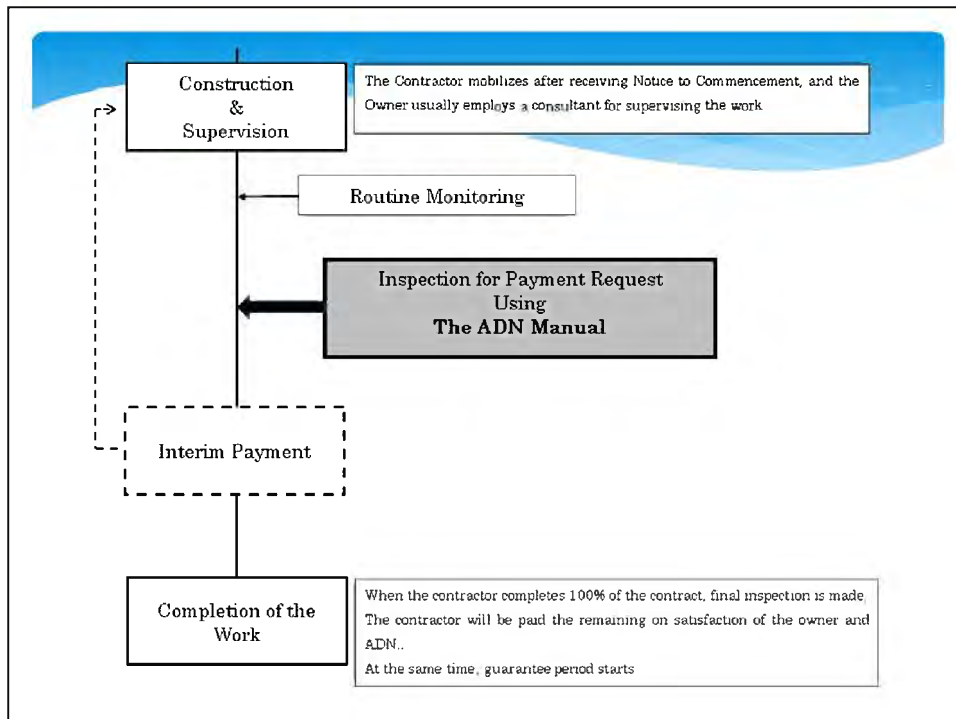 Construction
&
Supervision
The Contractor mobilizes after receiving Notice to Commencement, and the
Owner usually employs a consultant for supervising the work
Routine Monitoring
Inspection for Payment Request
Using
The ADN Manual
Interim Payment
Completion of the
Work
When the contractor completes 100% of the contract, final inspection is made,
The contractor will be paid the remaining on satisfaction of the owner and
ADN..
At the same time, guarantee period starts